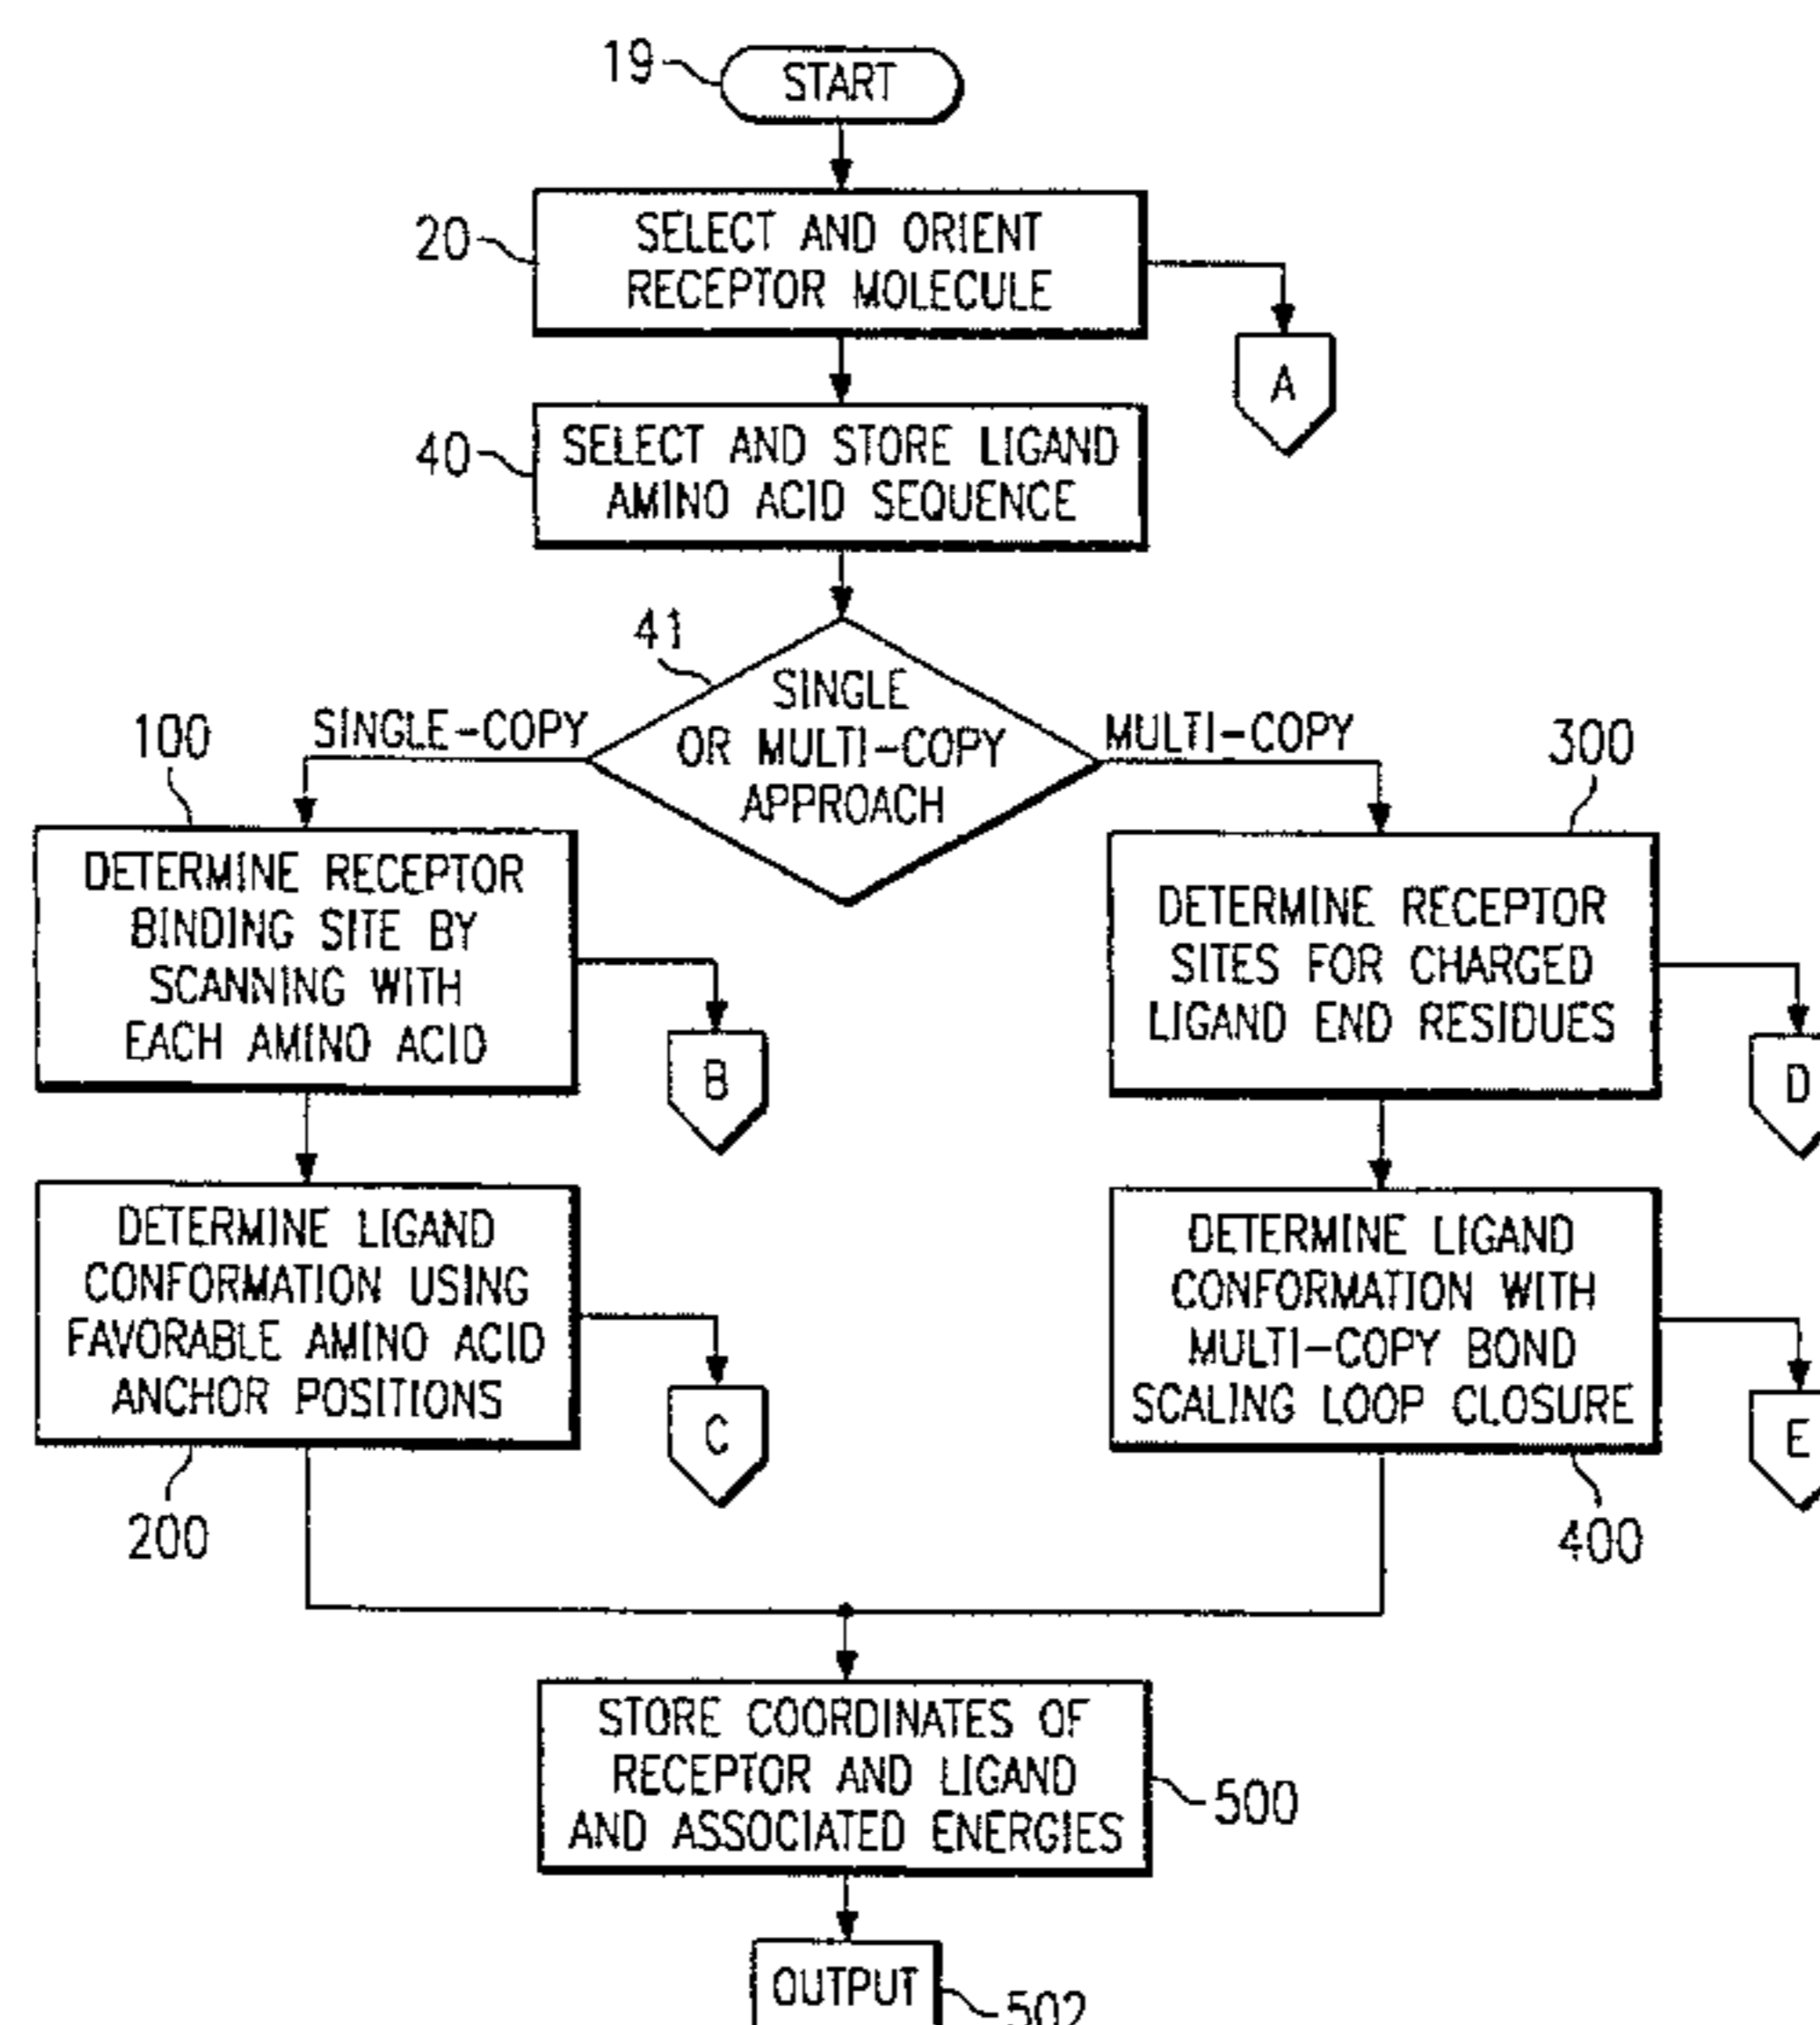 19
START
20
SELECT AND ORIENT
RECEPTOR MOLECULE
A
40
SELECT AND STORE LIGAND
AMINO ACID SEQUENCE
41
SINGLE
OR MULTI-COPY
APPROACH
SINGLE-COPY
MULTI-COPY
100
DETERMINE RECEPTOR
BINDING SITE BY
SCANNING WITH
EACH AMINO ACID
B
300
DETERMINE RECEPTOR
SITES FOR CHARGED
LIGAND END RESIDUES
D
DETERMINE LIGAND
CONFORMATION USING
FAVORABLE AMINO ACID
ANCHOR POSITIONS
200
C
DETERMINE LIGAND
CONFORMATION WITH
MULTI-COPY BOND
SCALING LOOP CLOSURE
400
E
STORE COORDINATES OF
RECEPTOR AND LIGAND
AND ASSOCIATED ENERGIES
500
OUTPUT
502